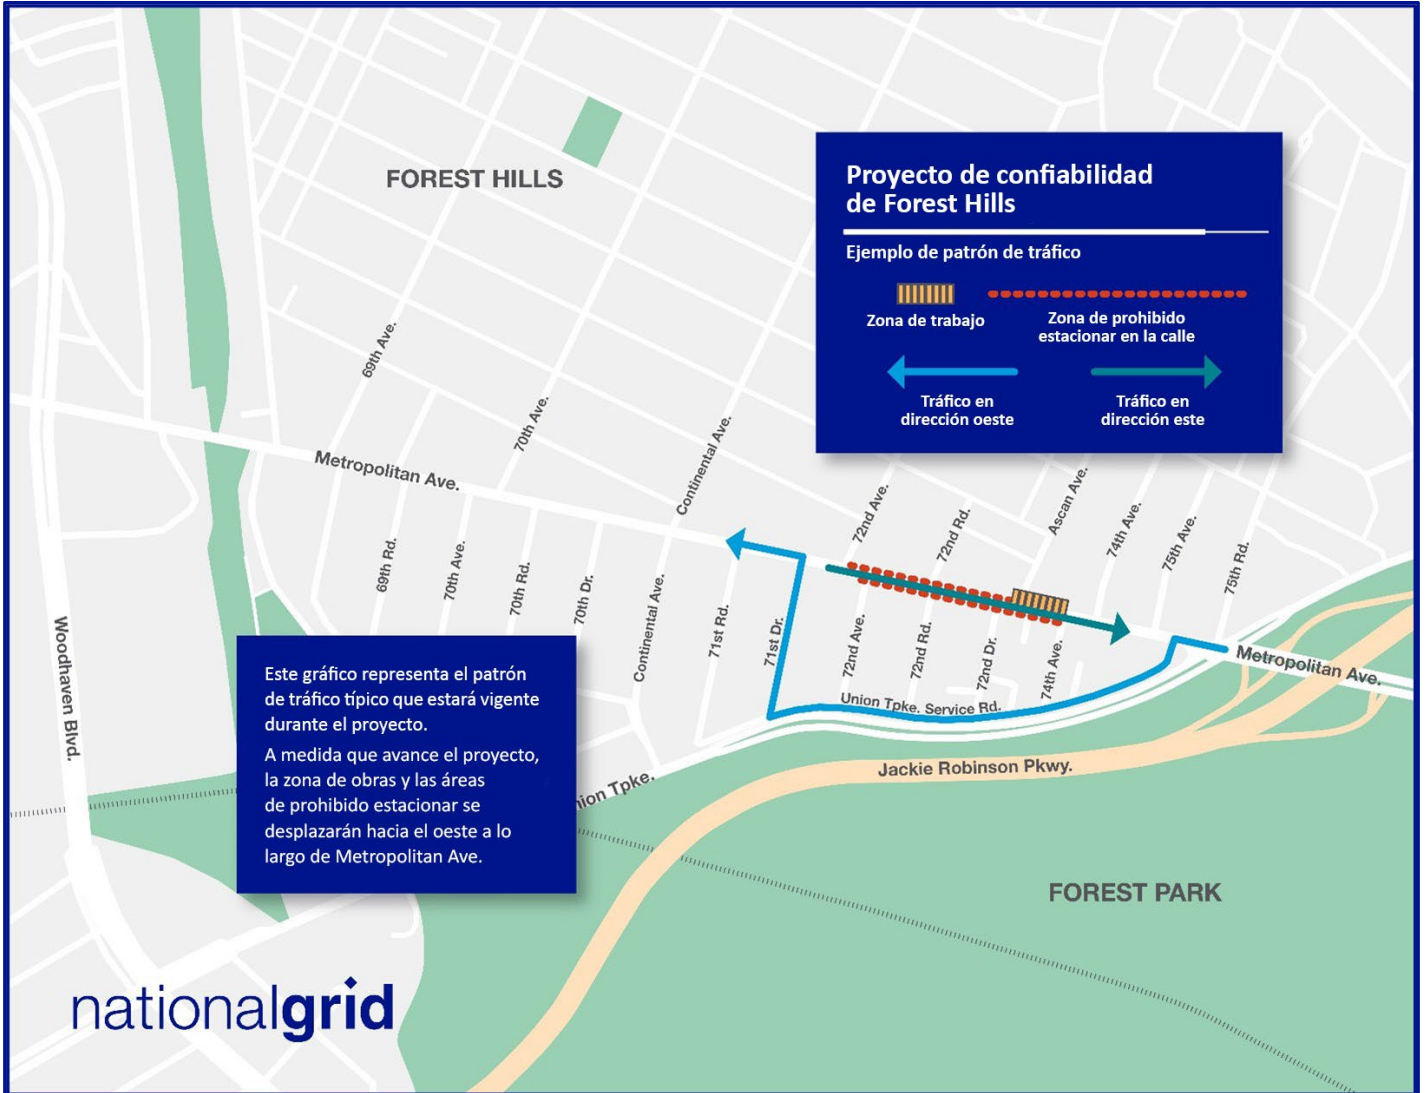 FOREST HILLS
Proyecto de confiabilidad
de Forest Hills
Ejemplo de patrón de tráfico
Zona de trabajo
Zona de prohibido
estacionar en la calle
Tráfico en
dirección oeste
Tráfico en
dirección este
69th Ave.
70th Ave.
Continental Ave.
Metropolitan Ave.
72nd Ave.
72nd Rd.
Ascan Ave.
74th Ave.
75th Ave.
75th Rd.
69th Rd.
70th Ave.
70th Rd.
70th Dr.
Continental Ave.
71st Rd.
71st Dr.
72nd Ave.
72nd Rd.
72nd Dr.
74th Ave.
Metropolitan Ave.
Woodhaven Blvd.
Union Tpke. Service Rd.
Tpke.
Jackie Robinson Pkwy.
Este gráfico representa el patrón
de tráfico típico que estará vigente
durante el proyecto.
A medida que avance el proyecto,
la zona de obras y las áreas
de prohibido estacionar se
desplazarán hacia el oeste a lo
largo de Metropolitan Ave.
FOREST PARK
nationalgrid